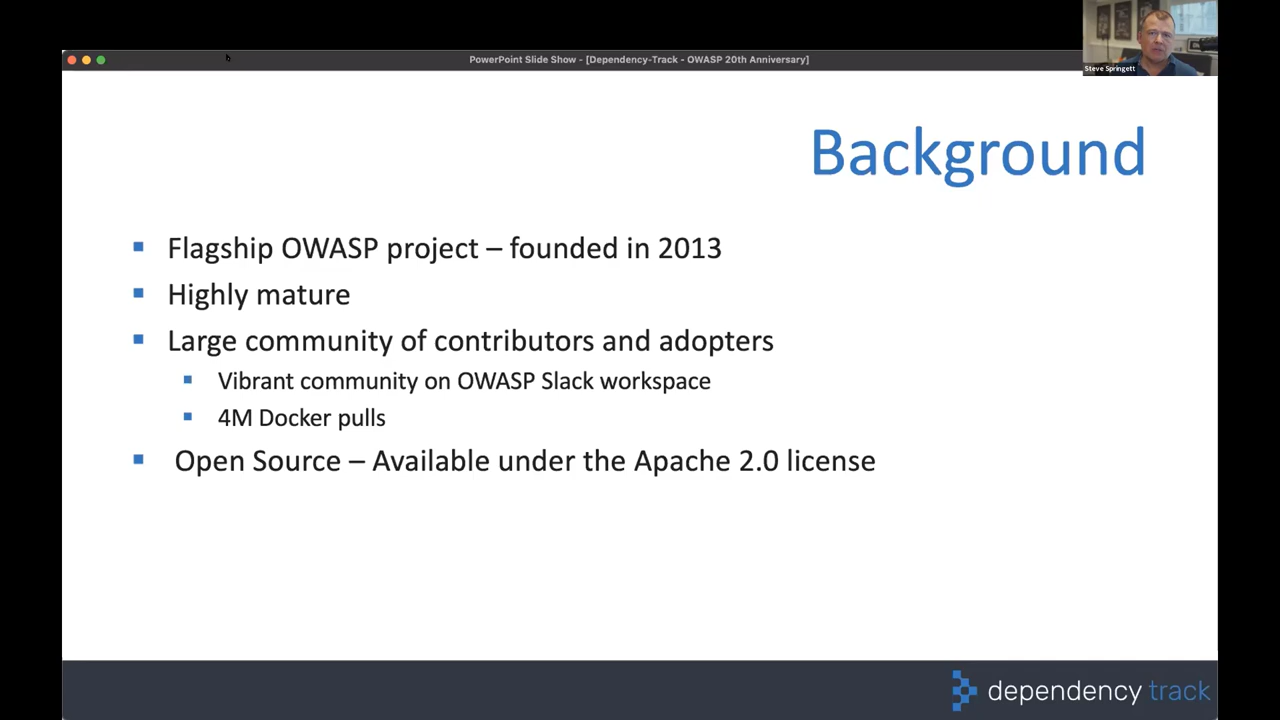 PowerPoint Slide Show - [Dependency-Track - OWASP 20th Anniversary]
Steve Springett
Background
Flagship OWASP project – founded in 2013
Highly mature
Large community of contributors and adopters
Vibrant community on OWASP Slack workspace
4M Docker pulls
Open Source – Available under the Apache 2.0 license
dependency track